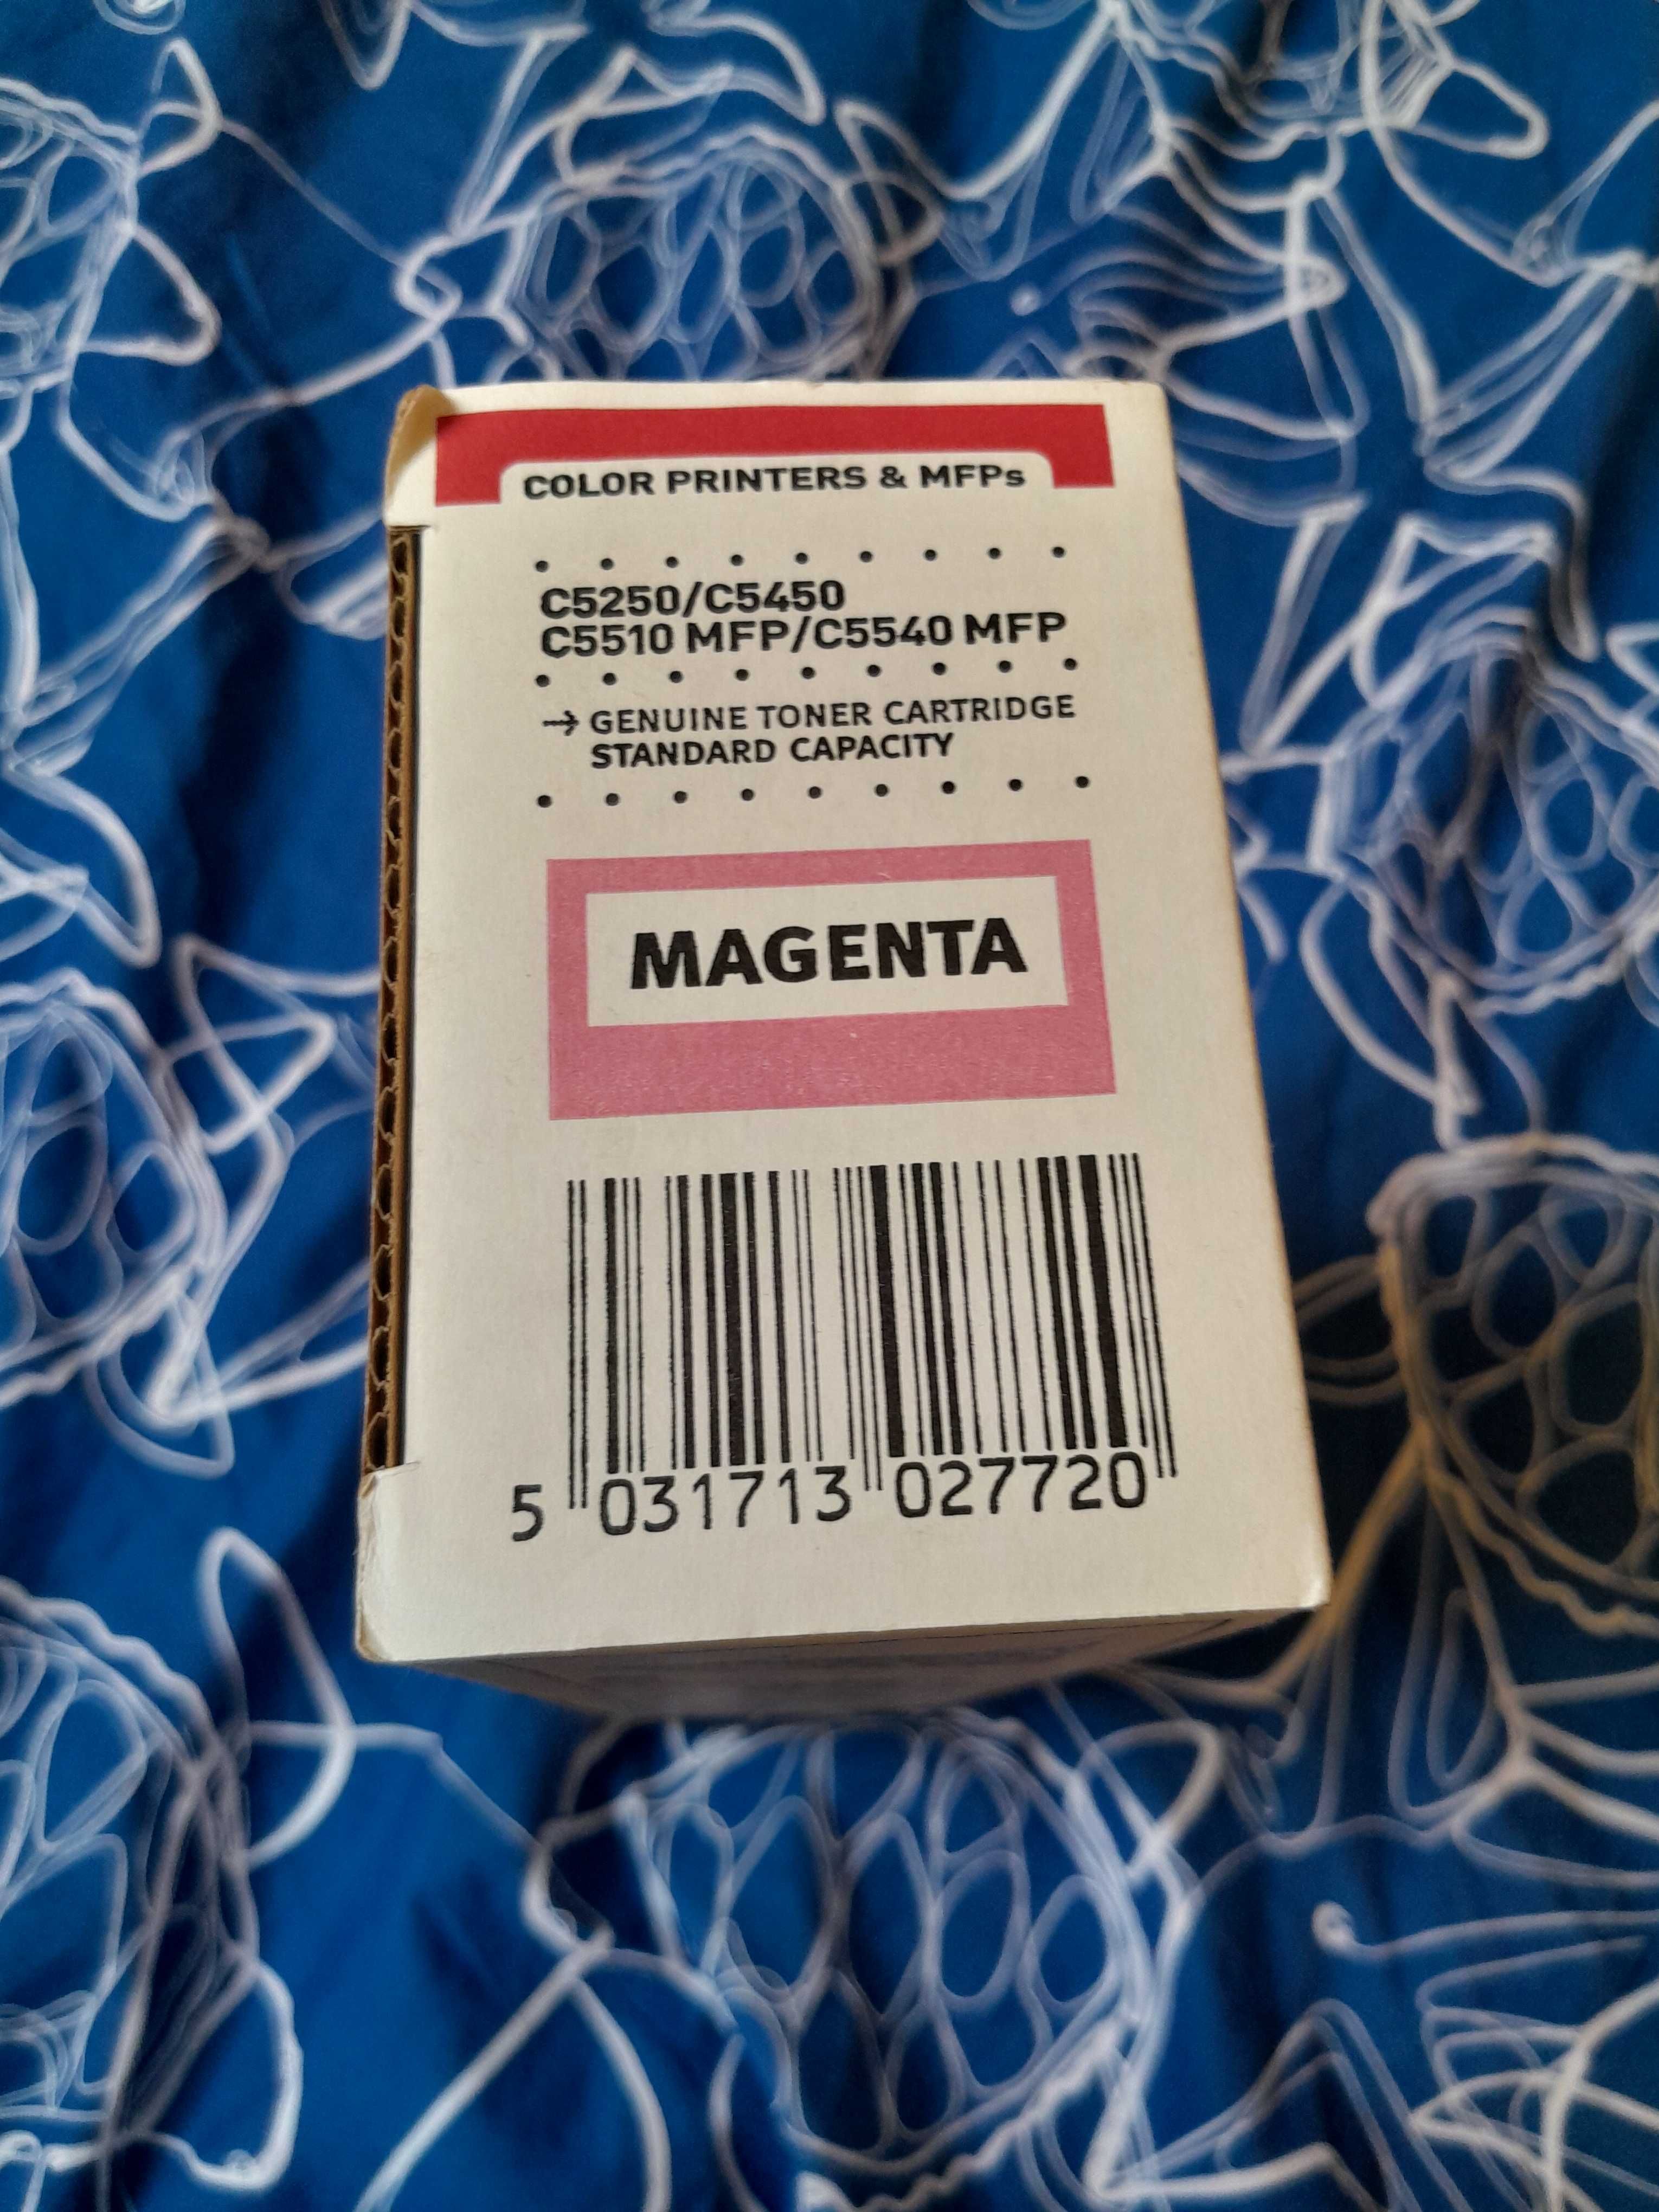 COLOR PRINTERS & MFPs
C5250/C5450
C5510 MFP/C5540 MFP
→ GENUINE TONER CARTRIDGE
STANDARD CAPACITY
MAGENTA
5 031713 027720